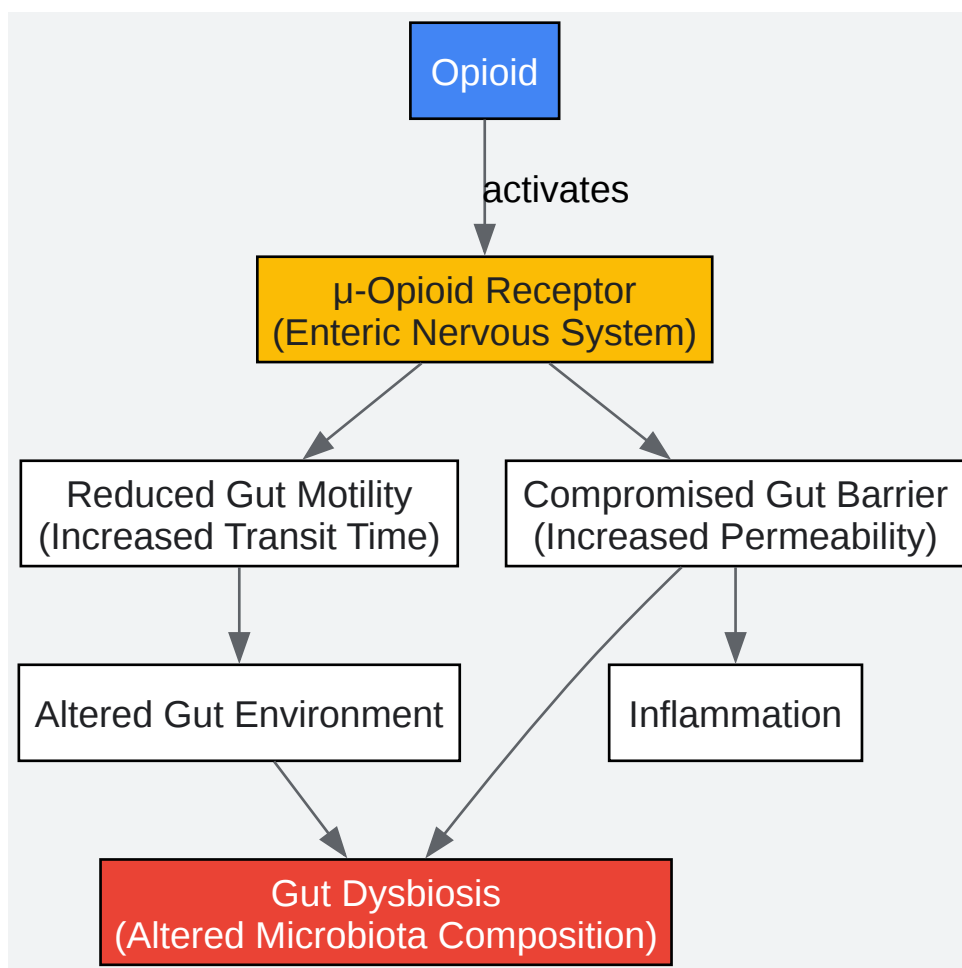 Opioid
activates
μ-Opioid Receptor
(Enteric Nervous System)
Reduced Gut Motility
(Increased Transit Time)
Compromised Gut Barrier
(Increased Permeability)
Altered Gut Environment
Inflammation
Gut Dysbiosis
(Altered Microbiota Composition)